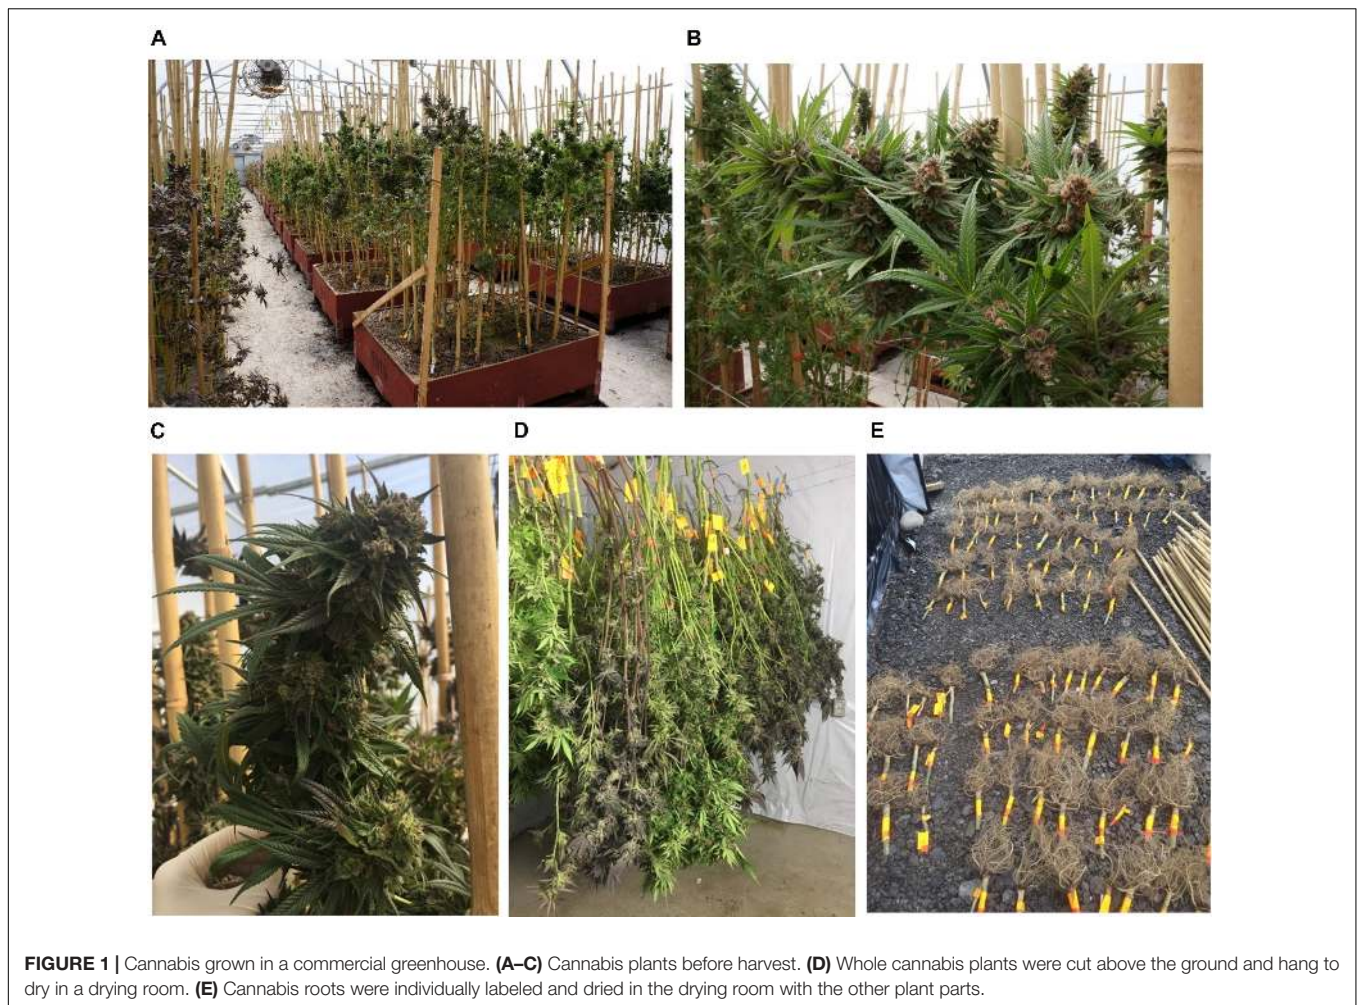 A
B
C
D
E
FIGURE 1 | Cannabis grown in a commercial greenhouse. (A–C) Cannabis plants before harvest. (D) Whole cannabis plants were cut above the ground and hang to
dry in a drying room. (E) Cannabis roots were individually labeled and dried in the drying room with the other plant parts.